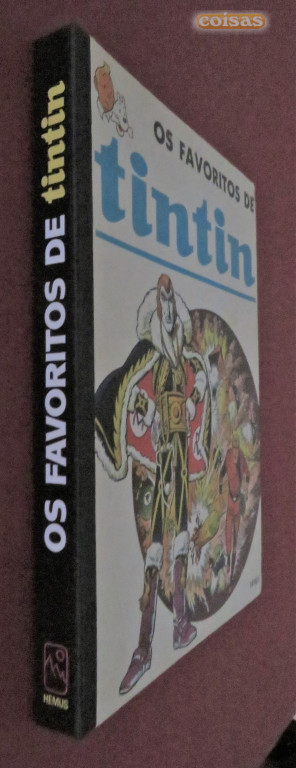 coisas
OS FAVORITOS DE tintin
HEMUS
OS FAVORITOS DE
tintin